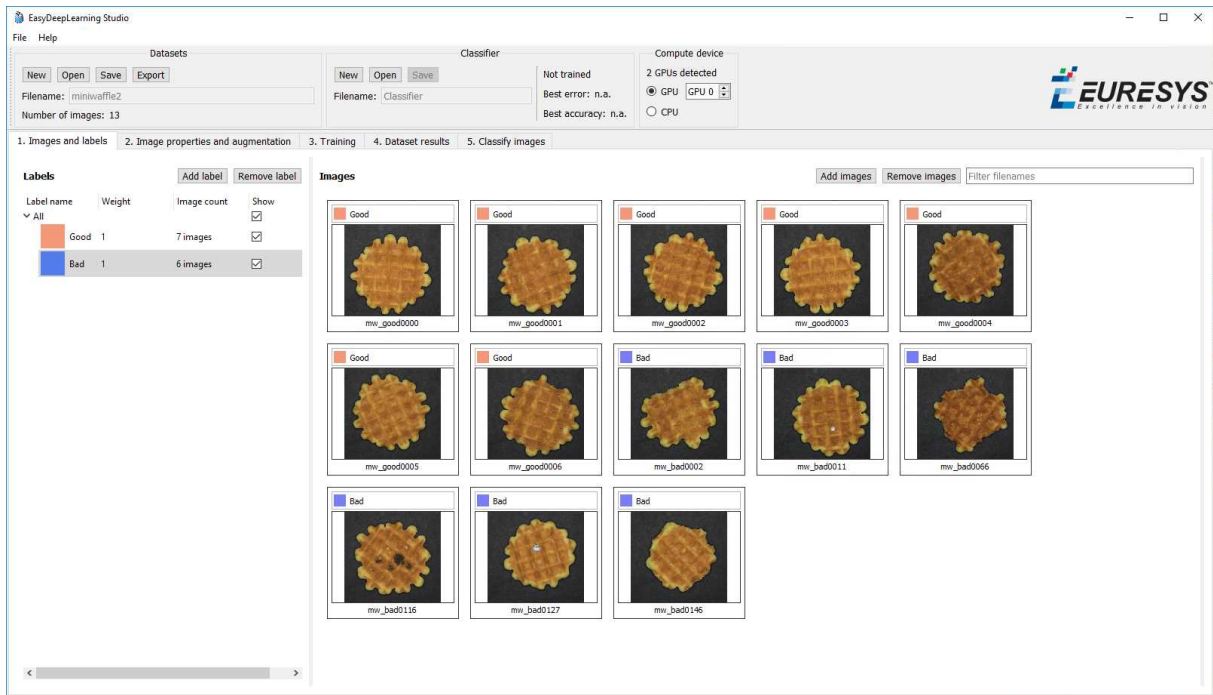 EasyDeepLearning Studio
File Help
Datasets
New Open Save Export
Filename: miniwaffle2
Number of images: 13
Classifier
New Open Save
Filename: Classifier
Not trained
Best error: n.a.
Best accuracy: n.a.
Compute device
2 GPUs detected
GPU GPU 0
CPU
EURESYS
Excellence in vision
1. Images and labels 2. Image properties and augmentation 3. Training 4. Dataset results 5. Classify images
Labels Add label Remove label
Label name Weight Image count Show
All
Good 1 7 images
Bad 1 6 images
Images Add images Remove images Filter filenames
Good Good Good Good Good
mw_good0000 mw_good0001 mw_good0002 mw_good0003 mw_good0004
Good Good Bad Bad Bad
mw_good0005 mw_good0006 mw_bad0002 mw_bad0011 mw_bad0066
Bad Bad Bad
mw_bad0116 mw_bad0127 mw_bad0146